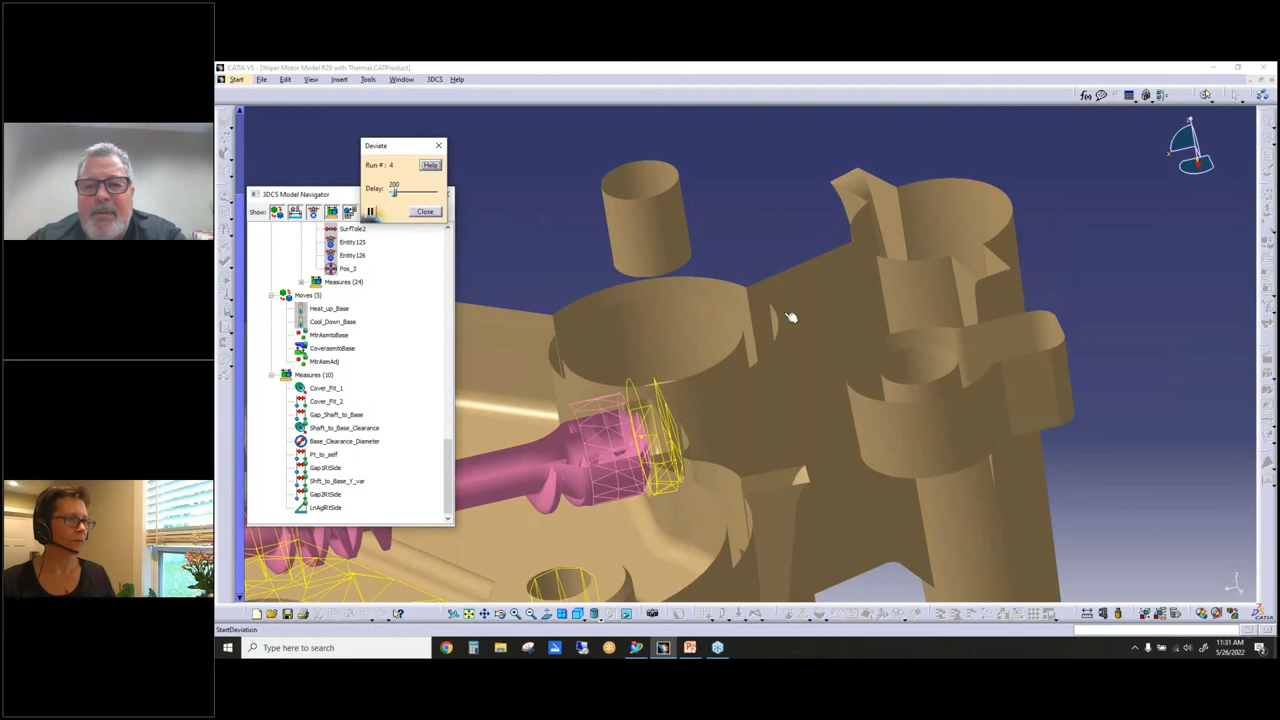 CATIA V5 - [Wiper Motor Model R29 with Thermal.CATProduct]
Start File Edit View Insert Tools Window 3DCS Help
Deviate
Run # : 4 Help
200
Delay:
Close
3DCS Model Navigator
Show:
SurfTole2
Entity125
Entity126
Pos_3
Measures (24)
Moves (5)
Heat_up_Base
Cool_Down_Base
MtrAsmtoBase
CoverasmtoBase
MtrAsmAdj
Measures (10)
Cover_Fit_1
Cover_Fit_2
Gap_Shaft_to_Base
Shaft_to_Base_Clearance
Base_Clearance_Diameter
Pt_to_self
Gap1RtSide
Shft_to_Base_Y_var
Gap2RtSide
LnAglRtSide
StartDeviation
Type here to search
11:31 AM
5/26/2022